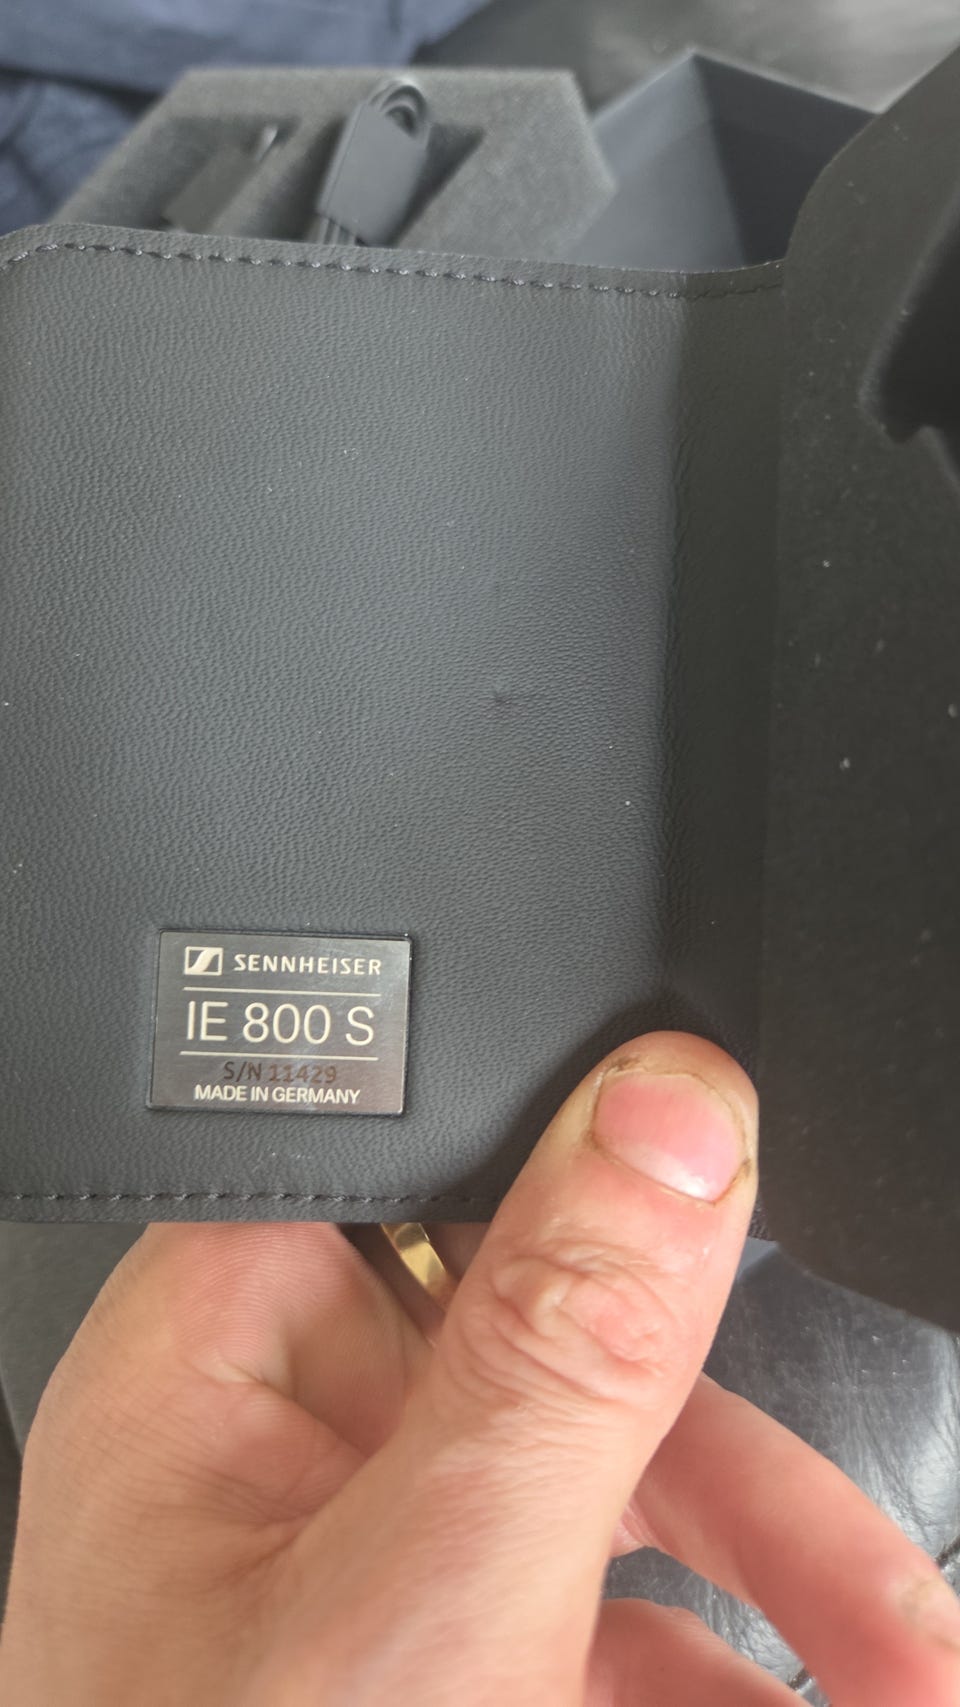 SENNHEISER
IE 800 S
S/N 11429
MADE IN GERMANY